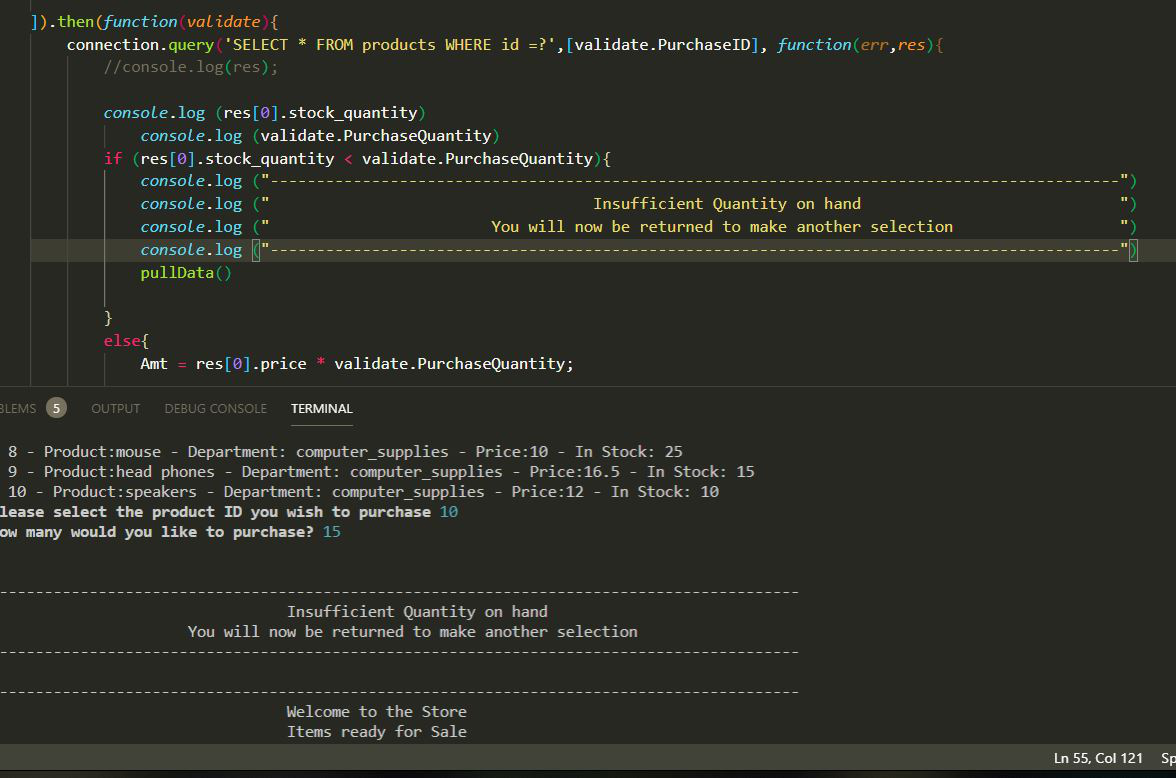 ]).then(function(validate){
connection.query('SELECT * FROM products WHERE id =?',[validate.PurchaseID], function(err,res){
//console.log(res);
console.log (res[0].stock_quantity)
console.log (validate.PurchaseQuantity)
if (res[0].stock_quantity < validate.PurchaseQuantity){
console.log ("--------------------------------------------------------------------------------------------")
console.log (" Insufficient Quantity on hand ")
console.log (" You will now be returned to make another selection ")
console.log ("--------------------------------------------------------------------------------------------")
pullData()
}
else{
Amt = res[0].price * validate.PurchaseQuantity;
BLEMS 5 OUTPUT DEBUG CONSOLE TERMINAL
8 - Product:mouse - Department: computer_supplies - Price:10 - In Stock: 25
9 - Product:head phones - Department: computer_supplies - Price:16.5 - In Stock: 15
10 - Product:speakers - Department: computer_supplies - Price:12 - In Stock: 10
lease select the product ID you wish to purchase 10
ow many would you like to purchase? 15
-----------------------------------------------------------------------------------------
Insufficient Quantity on hand
You will now be returned to make another selection
-----------------------------------------------------------------------------------------
-----------------------------------------------------------------------------------------
Welcome to the Store
Items ready for Sale
Ln 55, Col 121 Sp